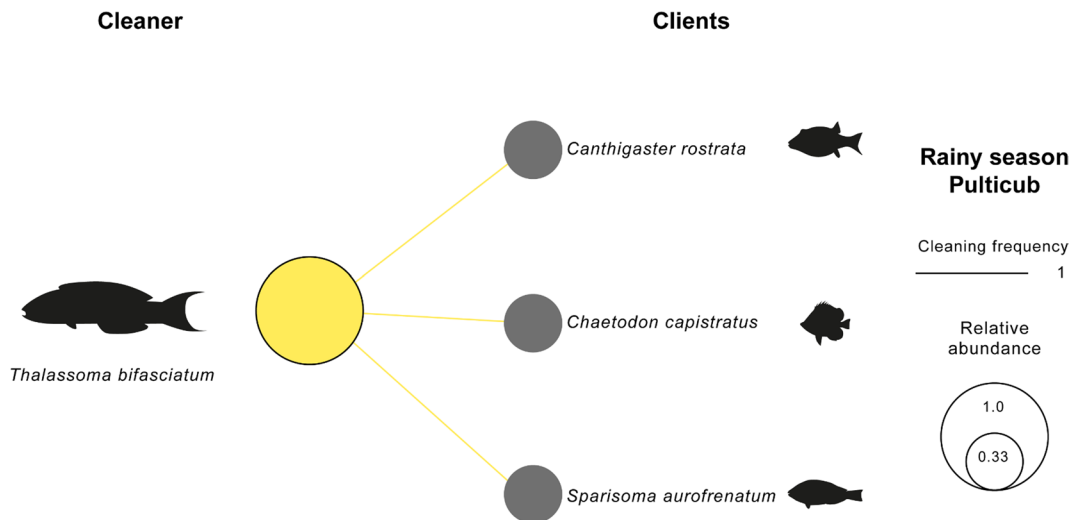 Cleaner
Clients
Canthigaster rostrata
Rainy season
Pulticub
Cleaning frequency
1
Chaetodon capistratus
Relative
abundance
Thalassoma bifasciatum
1.0
0.33
Sparisoma aurofrenatum